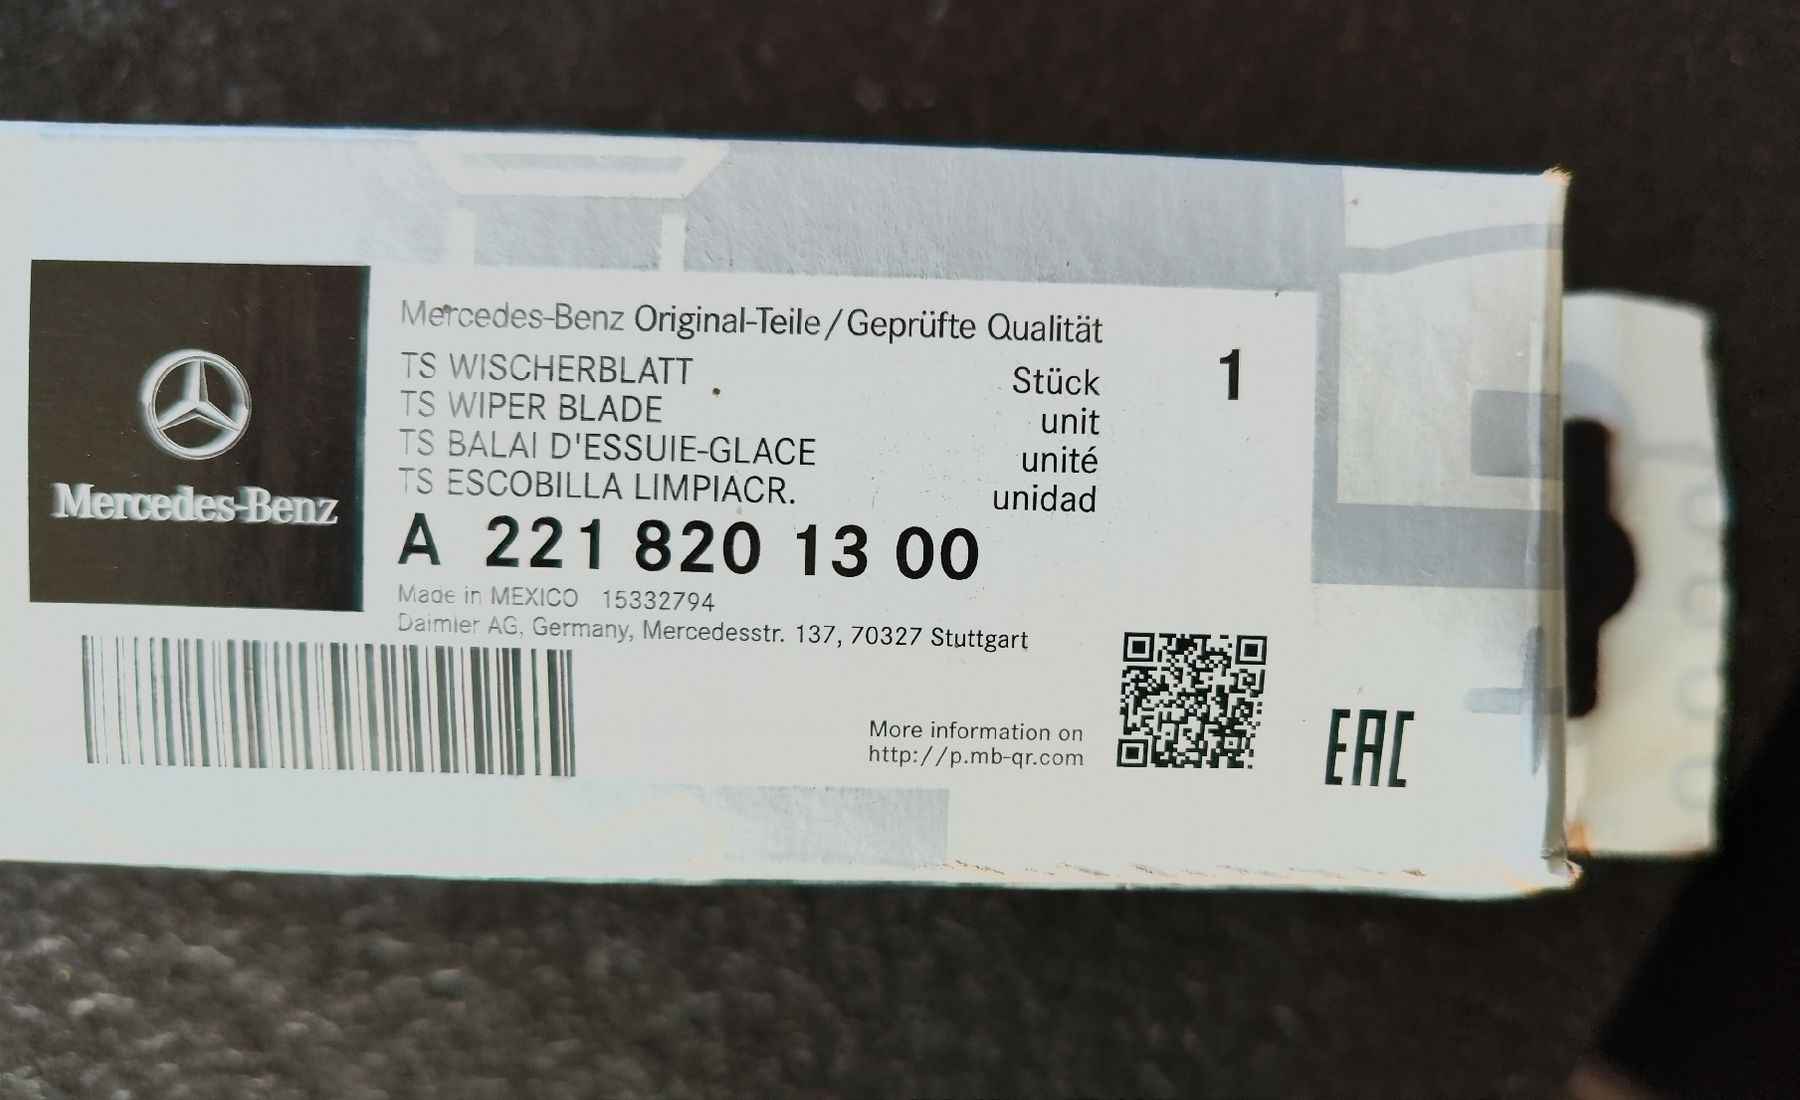 Mercedes-Benz
Mercedes-Benz Original-Teile/Geprüfte Qualität
TS WISCHERBLATT Stück 1
TS WIPER BLADE unit
TS BALAI D'ESSUIE-GLACE unité
TS ESCOBILLA LIMPIACR. unidad
A 221 820 13 00
Made in MEXICO 15332794
Daimler AG, Germany, Mercedesstr. 137, 70327 Stuttgart
More information on
http://p.mb-qr.com
EAC